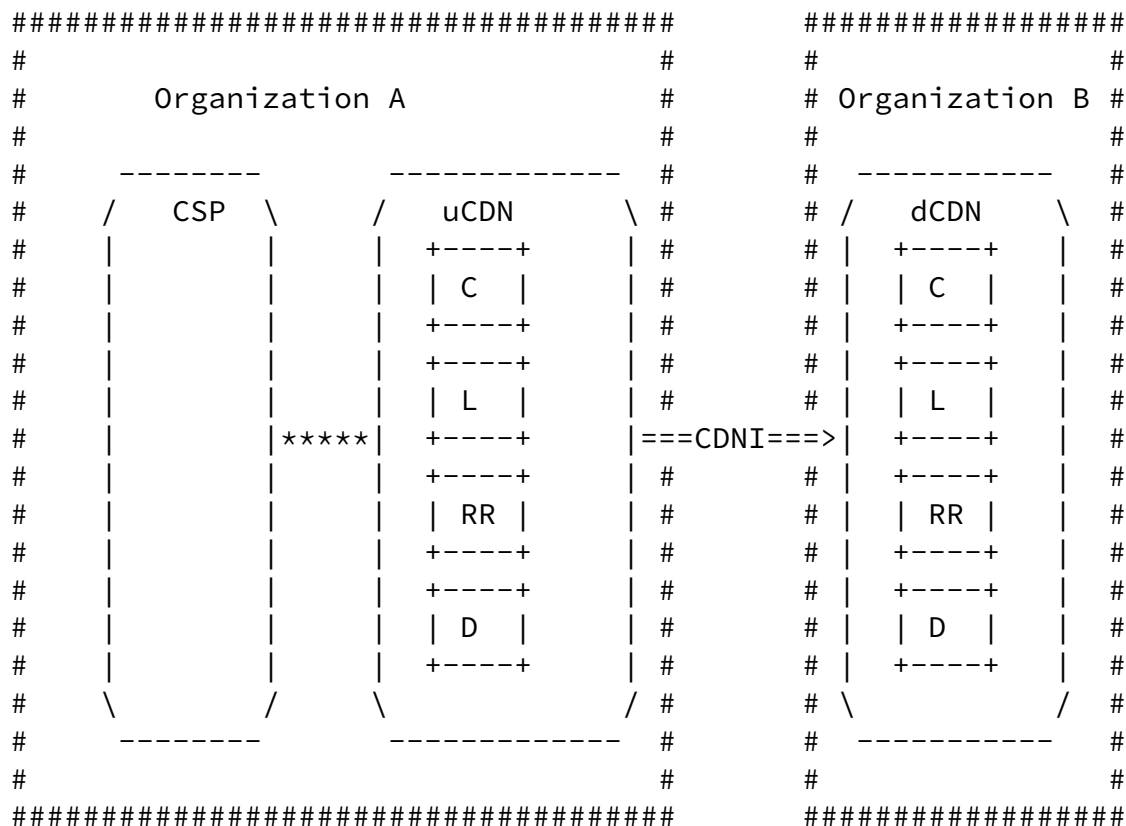 #####################################       ##################
#                                   #       #                #
#       Organization A              #       # Organization B #
#                                   #       #                #
#     --------       -------------  #       #  -----------   #
#    /   CSP  \     /   uCDN      \ #       # /   dCDN    \  #
#    |        |     |  +----+     | #       # |  +----+   |  #
#    |        |     |  | C  |     | #       # |  | C  |   |  #
#    |        |     |  +----+     | #       # |  +----+   |  #
#    |        |     |  +----+     | #       # |  +----+   |  #
#    |        |     |  | L  |     | #       # |  | L  |   |  #
#    |        |*****|  +----+     |===CDNI===>|  +----+   |  #
#    |        |     |  +----+     | #       # |  +----+   |  #
#    |        |     |  | RR |     | #       # |  | RR |   |  #
#    |        |     |  +----+     | #       # |  +----+   |  #
#    |        |     |  +----+     | #       # |  +----+   |  #
#    |        |     |  | D  |     | #       # |  | D  |   |  #
#    |        |     |  +----+     | #       # |  +----+   |  #
#    \        /     \             / #       # \           /  #
#     --------       -------------  #       #  -----------   #
#                                   #       #                #
#####################################       ##################